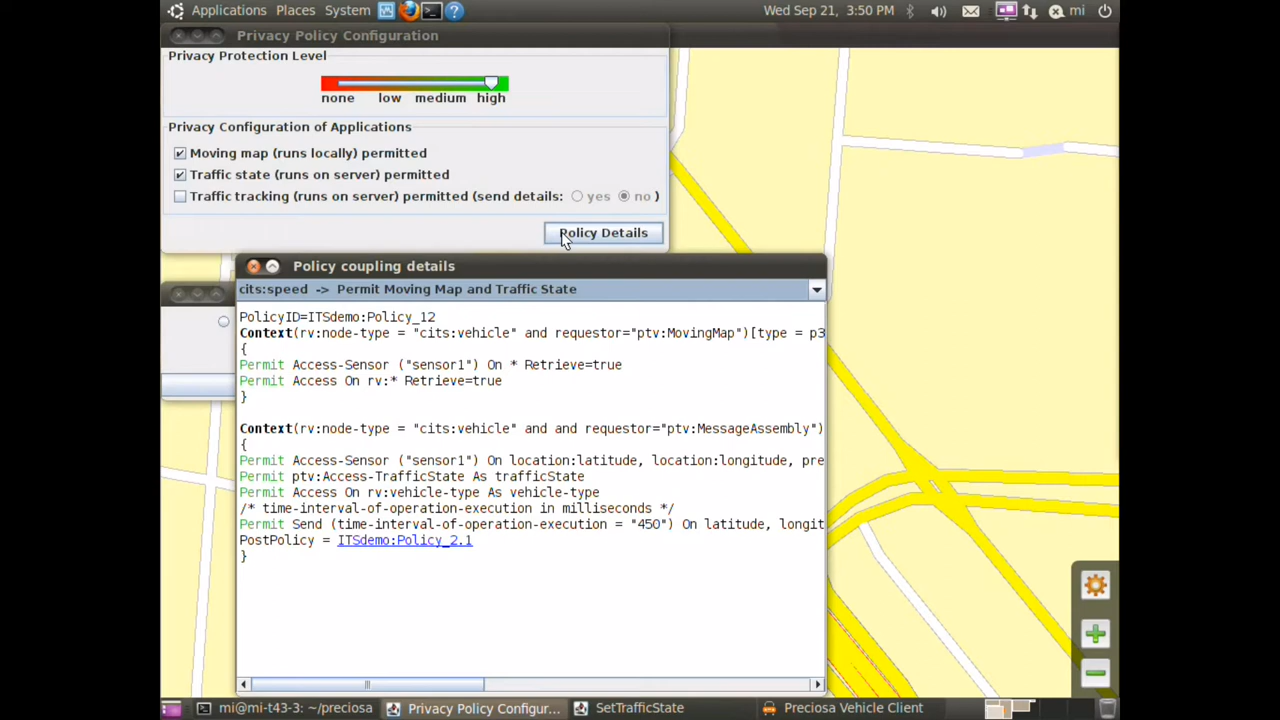 Applications Places System Wed Sep 21, 3:50 PM mi
Privacy Policy Configuration
Privacy Protection Level
none low medium high
Privacy Configuration of Applications
Moving map (runs locally) permitted
Traffic state (runs on server) permitted
Traffic tracking (runs on server) permitted (send details: yes no )
Policy Details
Policy coupling details
cits:speed -> Permit Moving Map and Traffic State
PolicyID=ITSdemo:Policy_12
Context(rv:node-type = "cits:vehicle" and requestor="ptv:MovingMap")[type = p3
{
Permit Access-Sensor ("sensor1") On * Retrieve=true
Permit Access On rv:* Retrieve=true
}
Context(rv:node-type = "cits:vehicle" and and requestor="ptv:MessageAssembly")
{
Permit Access-Sensor ("sensor1") On location:latitude, location:longitude, pre
Permit ptv:Access-TrafficState As trafficState
Permit Access On rv:vehicle-type As vehicle-type
/* time-interval-of-operation-execution in milliseconds */
Permit Send (time-interval-of-operation-execution = "450") On latitude, longit
PostPolicy = ITSdemo:Policy_2.1
}
mi@mi-t43-3: ~/preciosa Privacy Policy Configur... SetTrafficState Preciosa Vehicle Client